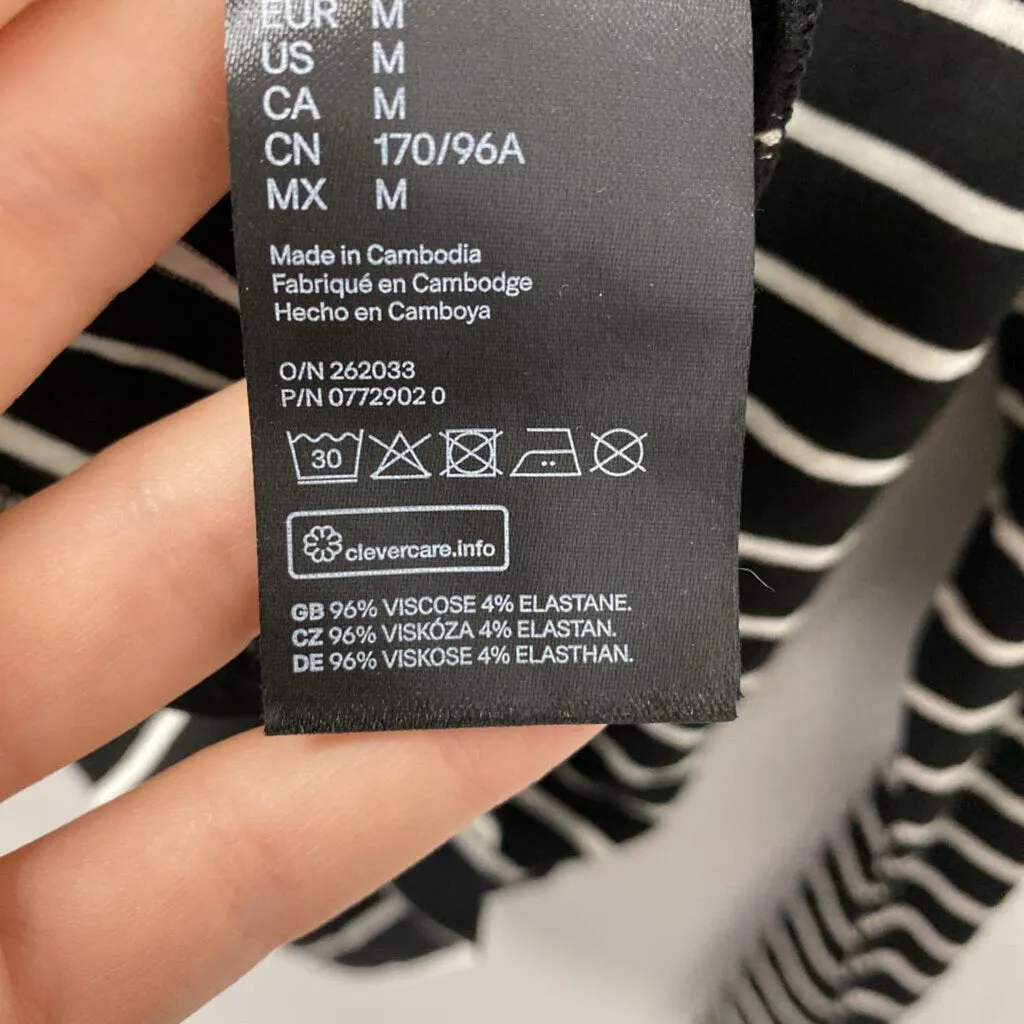 EUR M
US M
CA M
CN 170/96A
MX M
Made in Cambodia
Fabriqué en Cambodge
Hecho en Camboya
O/N 262033
P/N 0772902 0
30
clevercare.info
GB 96% VISCOSE 4% ELASTANE.
CZ 96% VISKÓZA 4% ELASTAN.
DE 96% VISKOSE 4% ELASTHAN.